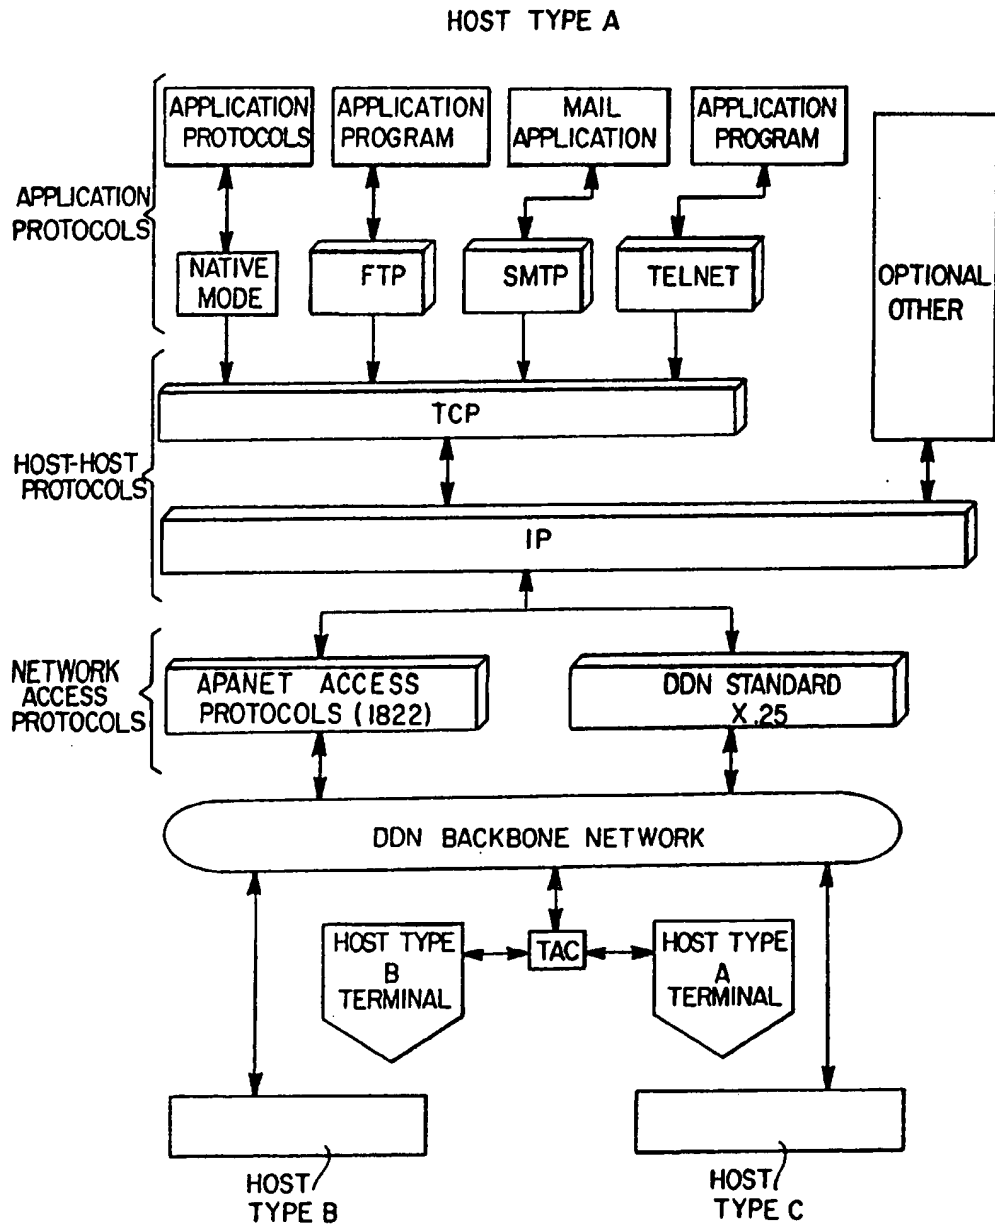 HOST TYPE A
APPLICATION
PROTOCOLS
APPLICATION
PROGRAM
MAIL
APPLICATION
APPLICATION
PROGRAM
APPLICATION
PROTOCOLS
NATIVE
MODE
FTP
SMTP
TELNET
OPTIONAL
OTHER
TCP
HOST-HOST
PROTOCOLS
IP
NETWORK
ACCESS
PROTOCOLS
APANET ACCESS
PROTOCOLS (1822)
DDN STANDARD
X.25
DDN BACKBONE NETWORK
HOST TYPE
B
TERMINAL
TAC
HOST TYPE
A
TERMINAL
HOST
TYPE B
HOST
TYPE C